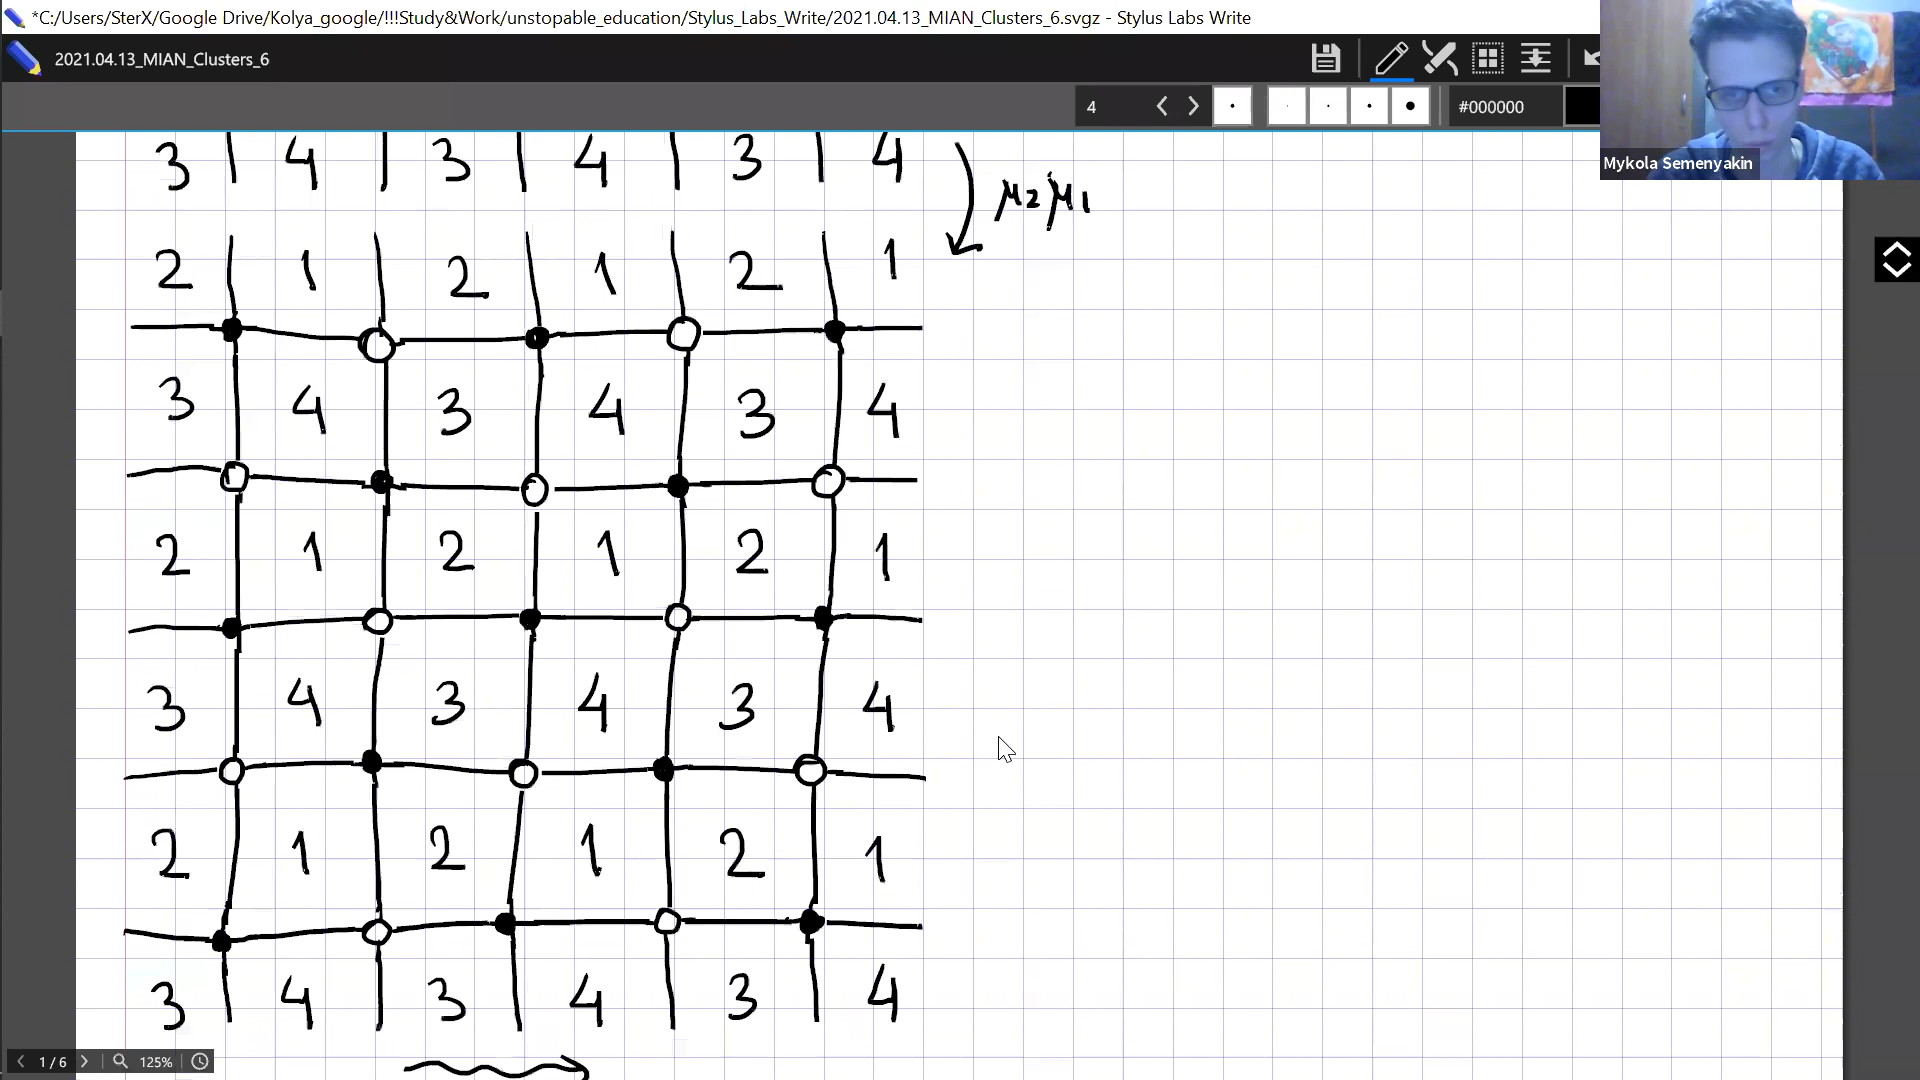 *C:/Users/SterX/Google Drive/Kolya_google/!!!Study&Work/unstopable_education/Stylus_Labs_Write/2021.04.13_MIAN_Clusters_6.svgz - Stylus Labs Write
2021.04.13_MIAN_Clusters_6
4
#000000
Mykola Semenyakin
3 4 3 4 3 4
μ2 μ1
2 1 2 1 2 1
3 4 3 4 3 4
2 1 2 1 2 1
3 4 3 4 3 4
2 1 2 1 2 1
3 4 3 4 3 4
1 / 6 125%